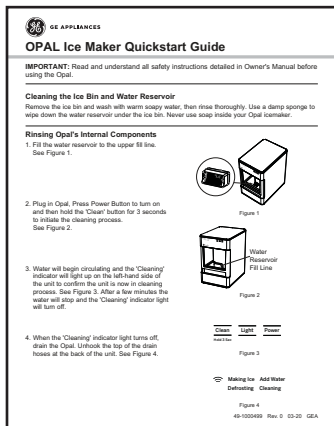 GE APPLIANCES
OPAL Ice Maker Quickstart Guide
IMPORTANT: Read and understand all safety instructions detailed in Owner's Manual before
using the Opal.
Cleaning the Ice Bin and Water Reservoir
Remove the ice bin and wash with warm soapy water, then rinse thoroughly. Use a damp sponge to
wipe down the water reservoir under the ice bin. Never use soap inside your Opal icemaker.
Rinsing Opal's Internal Components
1. Fill the water reservoir to the upper fill line.
See Figure 1.
Figure 1
2. Plug in Opal. Press Power Button to turn on
and then hold the 'Clean' button for 3 seconds
to initiate the cleaning process.
See Figure 2.
Water
Reservoir
Fill Line
Figure 2
3. Water will begin circulating and the 'Cleaning'
indicator will light up on the left-hand side of
the unit to confirm the unit is now in cleaning
process. See Figure 3. After a few minutes the
water will stop and the 'Cleaning' indicator light
will turn off.
Clean Light Power
Hold 3 Sec
Figure 3
4. When the 'Cleaning' indicator light turns off,
drain the Opal. Unhook the top of the drain
hoses at the back of the unit. See Figure 4.
Making Ice Add Water
Defrosting Cleaning
Figure 4
49-1000499 Rev. 0 03-20 GEA